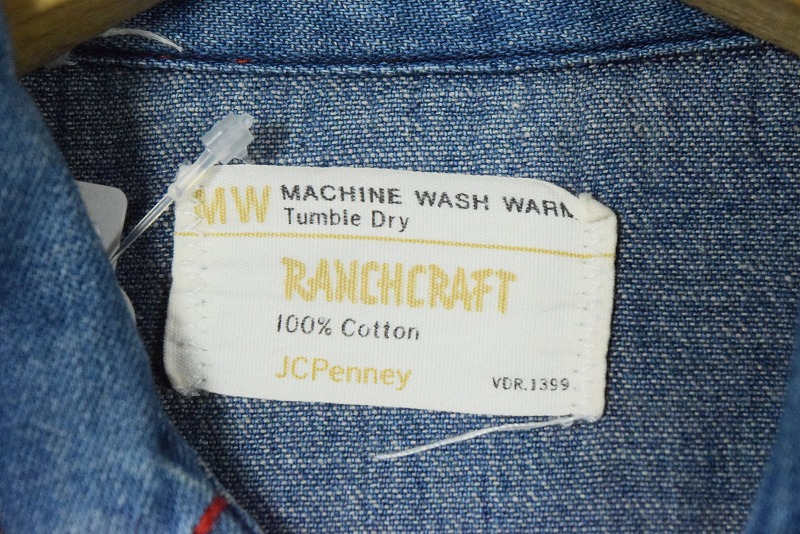 MW MACHINE WASH WARM
Tumble Dry
RANCHCRAFT
100% Cotton
JCPenney
VDR.1399